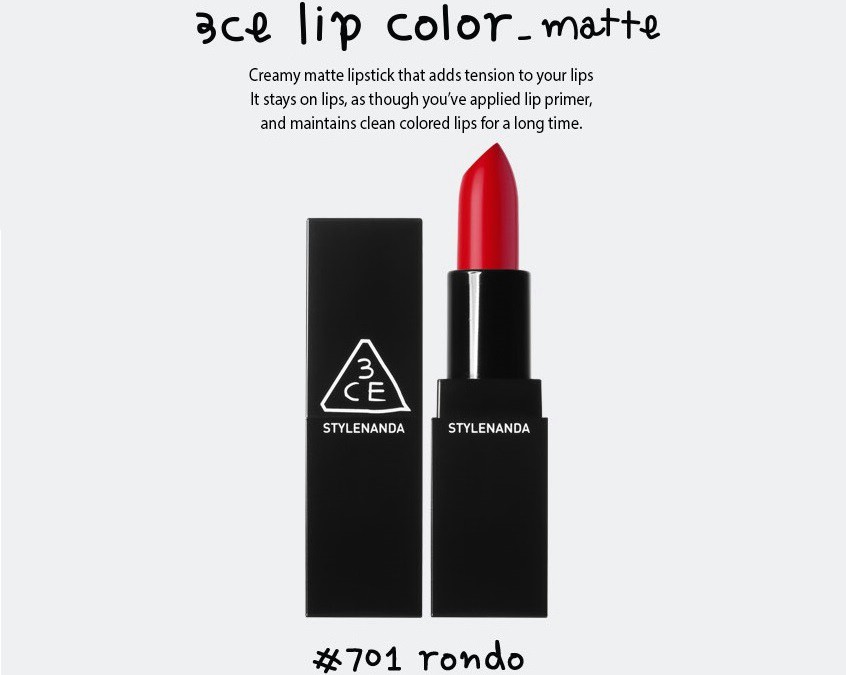 3ce lip color_matte
Creamy matte lipstick that adds tension to your lips
It stays on lips, as though you've applied lip primer,
and maintains clean colored lips for a long time.
3
CE
STYLENANDA
STYLENANDA
#701 rondo